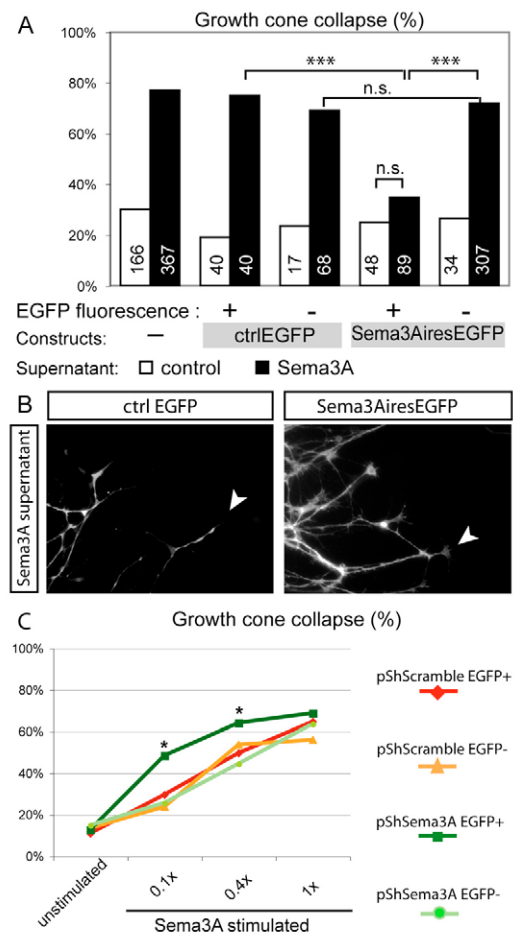 A
Growth cone collapse (%)
100%
80%
60%
40%
20%
0%
***
***
n.s.
n.s.
166
367
40
40
17
68
48
89
34
307
EGFP fluorescence : + - + -
Constructs: — ctrlEGFP Sema3AiresEGFP
Supernatant: control Sema3A
B
ctrl EGFP
Sema3AiresEGFP
Sema3A supernatant
C
Growth cone collapse (%)
100%
80%
60%
40%
20%
0%
*
*
unstimulated
0.1x
0.4x
1x
Sema3A stimulated
pShScramble EGFP+
pShScramble EGFP-
pShSema3A EGFP+
pShSema3A EGFP-